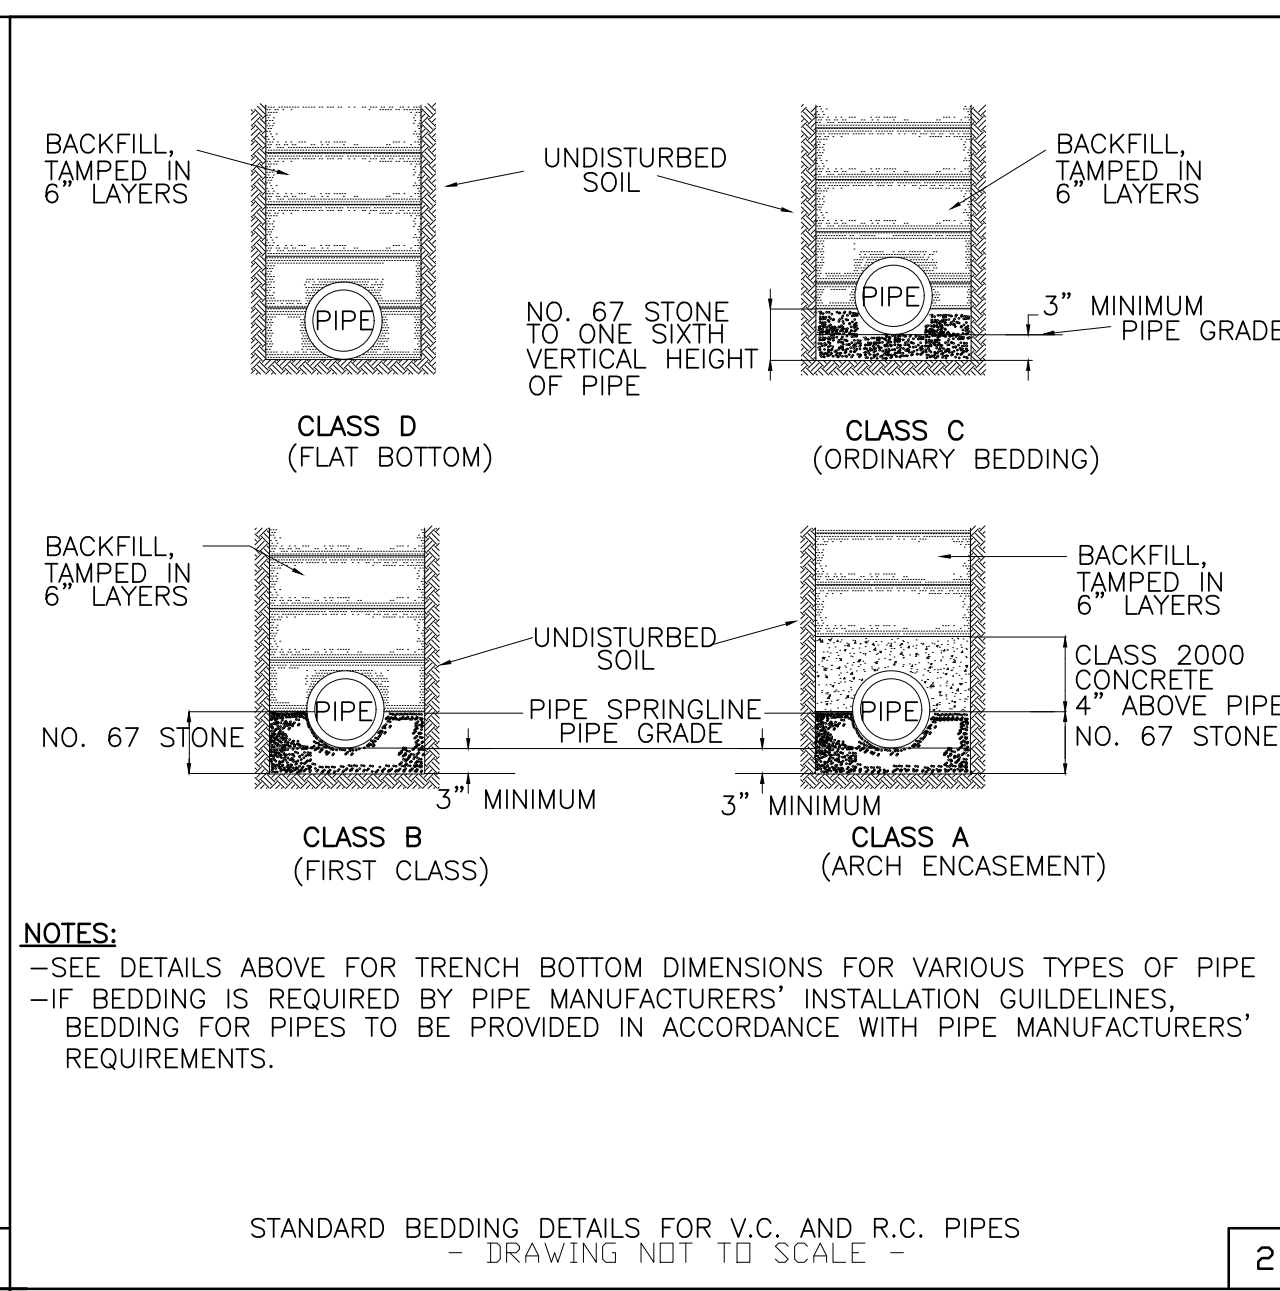 BACKFILL,
TAMPED IN
6" LAYERS
UNDISTURBED
SOIL
BACKFILL,
TAMPED IN
6" LAYERS
PIPE
NO. 67 STONE
TO ONE SIXTH
VERTICAL HEIGHT
OF PIPE
PIPE
3" MINIMUM
PIPE GRADE
CLASS D
(FLAT BOTTOM)
CLASS C
(ORDINARY BEDDING)
BACKFILL,
TAMPED IN
6" LAYERS
UNDISTURBED
SOIL
BACKFILL,
TAMPED IN
6" LAYERS
CLASS 2000
CONCRETE
4" ABOVE PIPE
NO. 67 STONE
PIPE
PIPE SPRINGLINE
PIPE GRADE
PIPE
NO. 67 STONE
3" MINIMUM
3" MINIMUM
CLASS B
(FIRST CLASS)
CLASS A
(ARCH ENCASEMENT)
NOTES:
-SEE DETAILS ABOVE FOR TRENCH BOTTOM DIMENSIONS FOR VARIOUS TYPES OF PIPE
-IF BEDDING IS REQUIRED BY PIPE MANUFACTURERS' INSTALLATION GUILDELINES,
BEDDING FOR PIPES TO BE PROVIDED IN ACCORDANCE WITH PIPE MANUFACTURERS'
REQUIREMENTS.
STANDARD BEDDING DETAILS FOR V.C. AND R.C. PIPES
- DRAWING NOT TO SCALE -
2